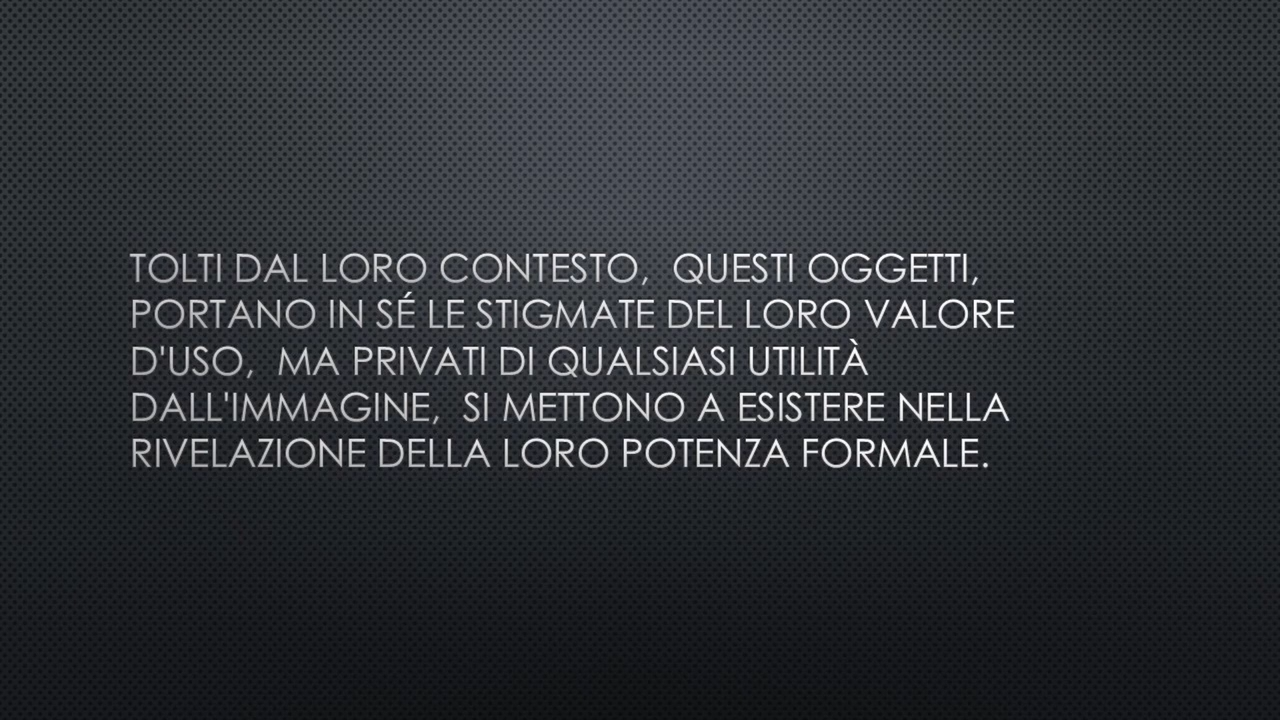 TOLTI DAL LORO CONTESTO,  QUESTI OGGETTI,
PORTANO IN SÉ LE STIGMATE DEL LORO VALORE
D'USO,  MA PRIVATI DI QUALSIASI UTILITÀ
DALL'IMMAGINE,  SI METTONO A ESISTERE NELLA
RIVELAZIONE DELLA LORO POTENZA FORMALE.